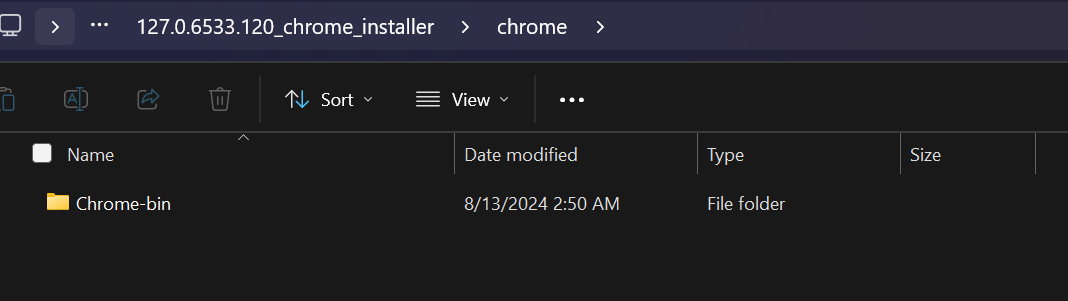 127.0.6533.120_chrome_installer chrome
Sort View
Name Date modified Type Size
Chrome-bin 8/13/2024 2:50 AM File folder